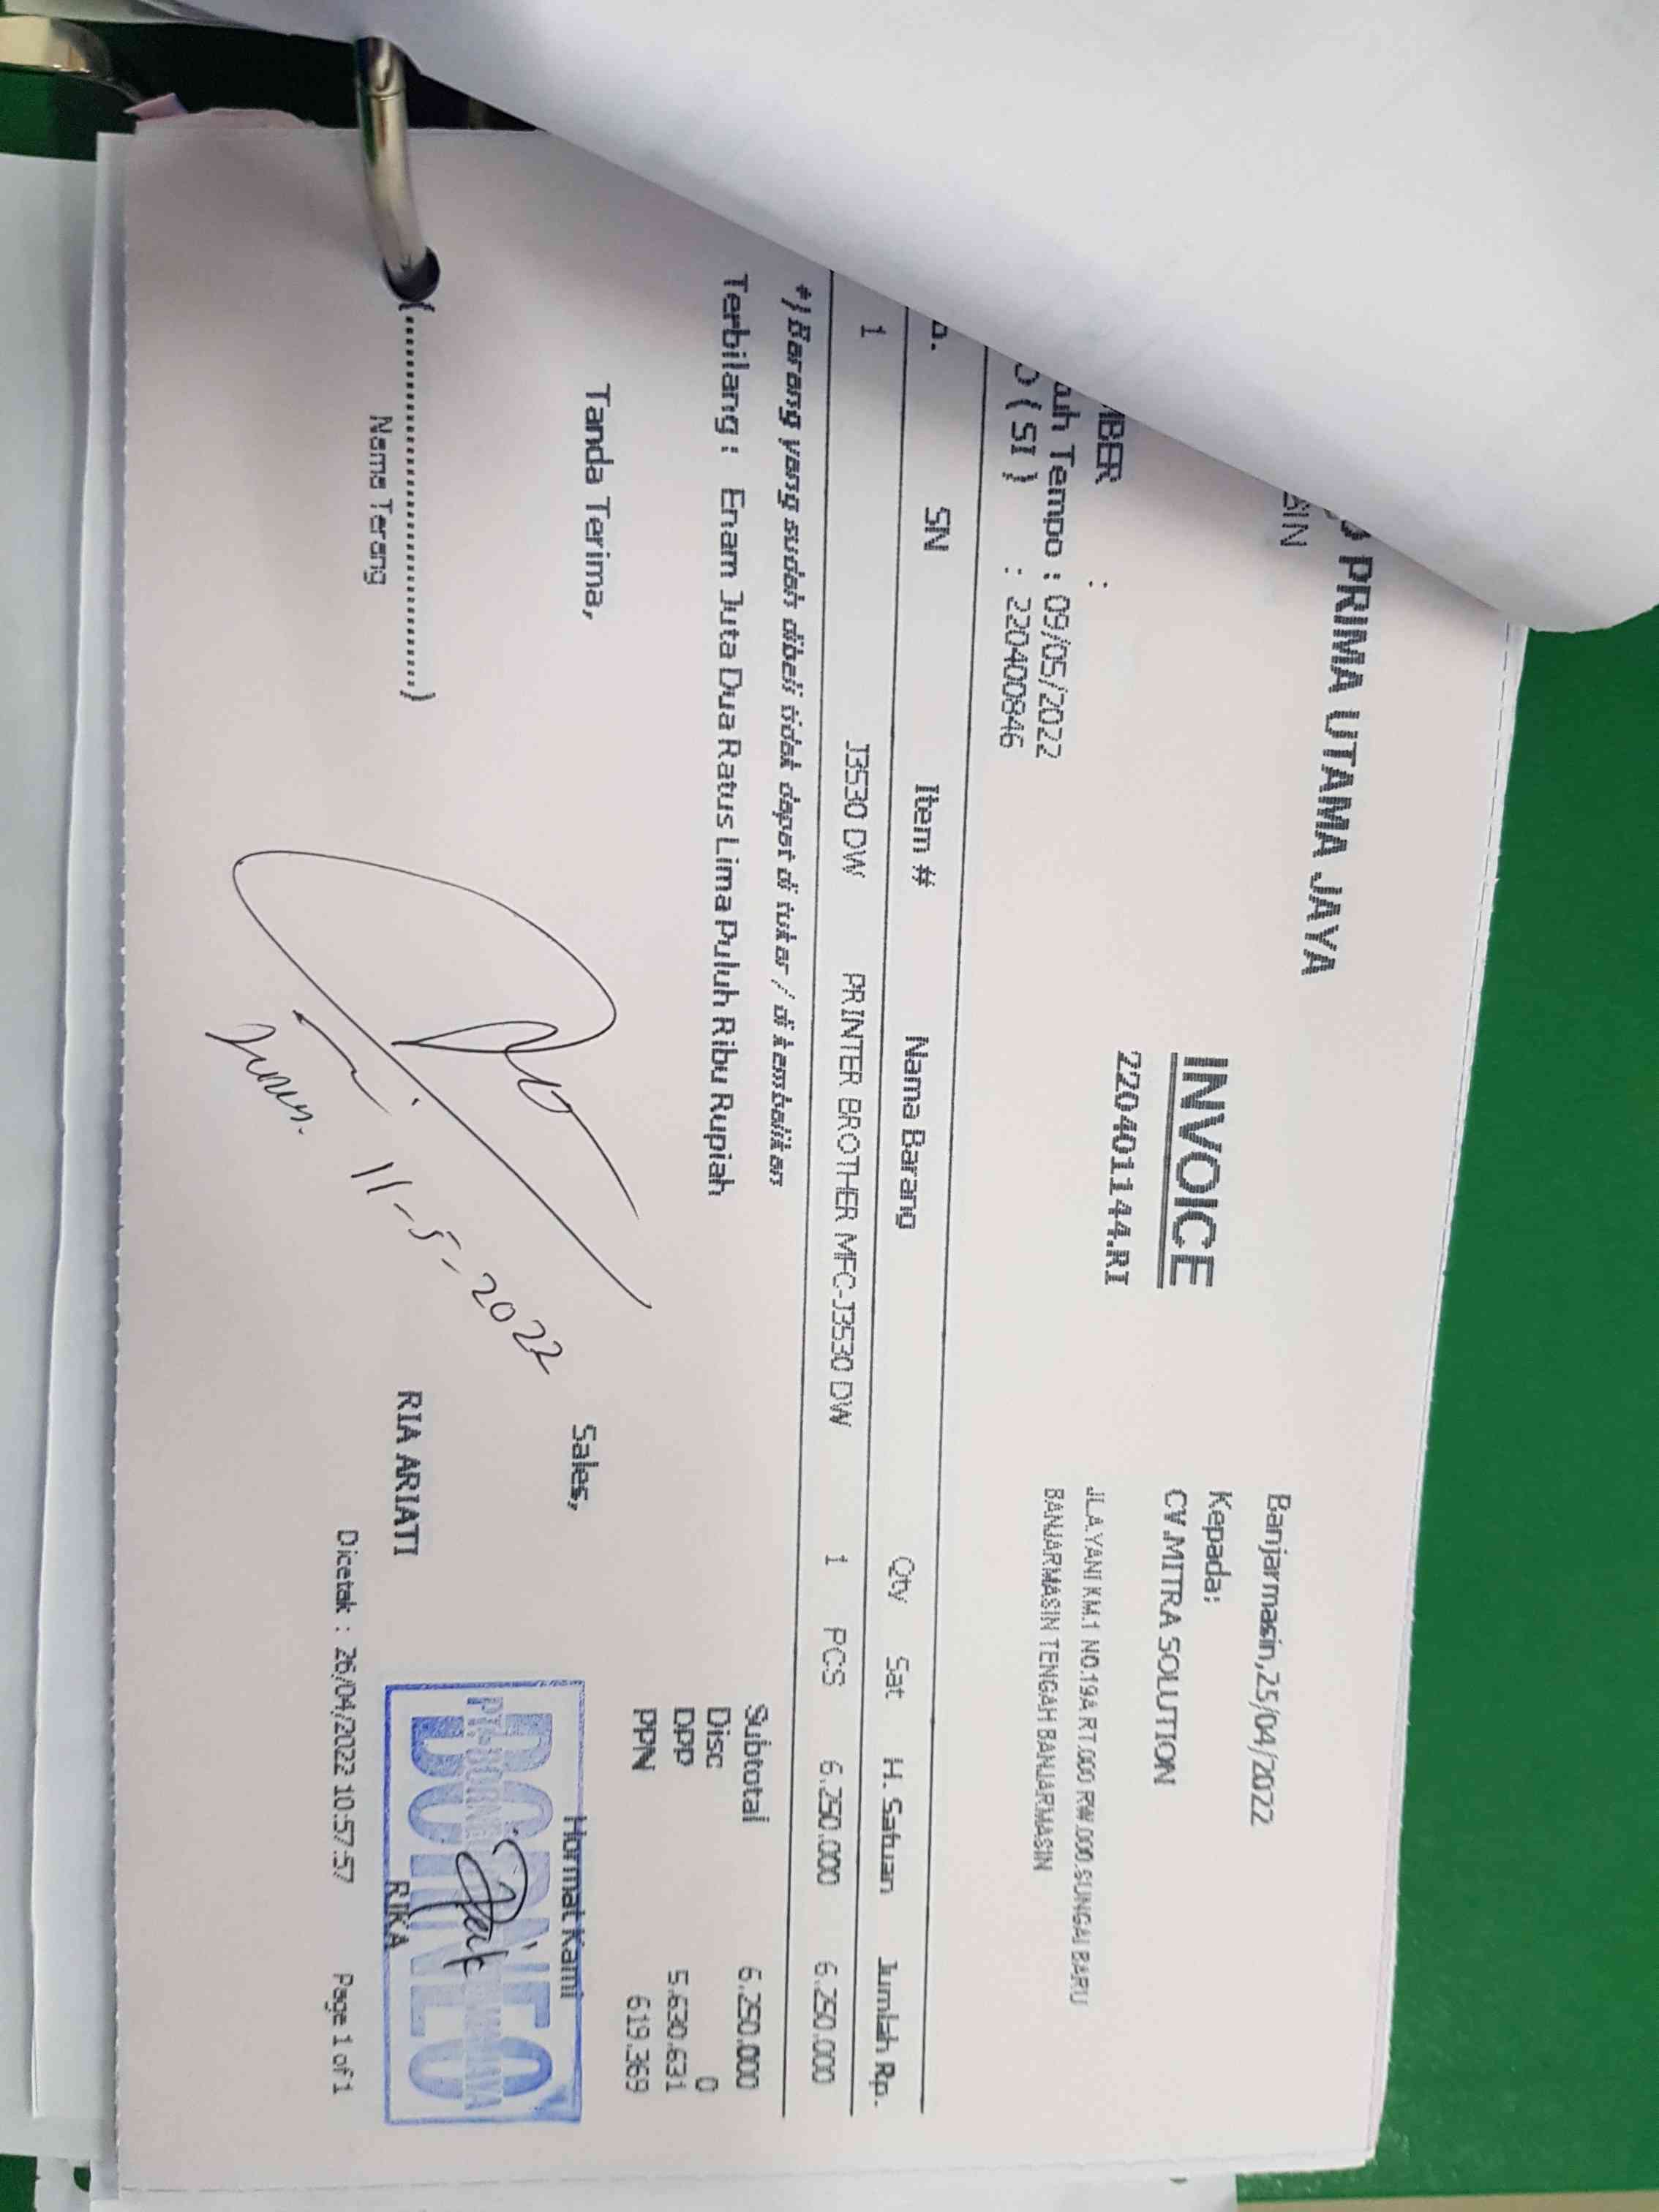 PRIMA UTAMA JAYA
INVOICE
220401144.RI
Banjarmasin,25/04/2022
Kepada:
CV.MITRA SOLUTION
JL.A.YANI KM.1 NO.19A RT.000 RW.000.SUNGAI BARU
BANJARMASIN TENGAH BANJARMASIN
Tempo : 09/05/2022
( SI ) : 220400846
SN Item # Nama Barang Qty Sat H. Satuan Jumlah Rp.
1 J3530 DW PRINTER BROTHER MFC-J3530 DW 1 PCS 6.250.000 6.250.000
*) Barang yang sudah dibeli tidak dapat di tukar / di kembalikan
Terbilang : Enam Juta Dua Ratus Lima Puluh Ribu Rupiah
Subtotal 6.250.000
Disc 0
DPP 5.630.631
PPN 619.369
Tanda Terima,
Sales,
Hormat Kami
BORNEO
11-5-2022
(..............................)
Nama Terang
RIA ARIATI
RIKA
Dicetak : 26/04/2022 10:57:57 Page 1 of 1